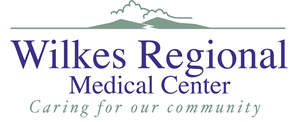 Wilkes Regional
Medical Center
Caring for our community